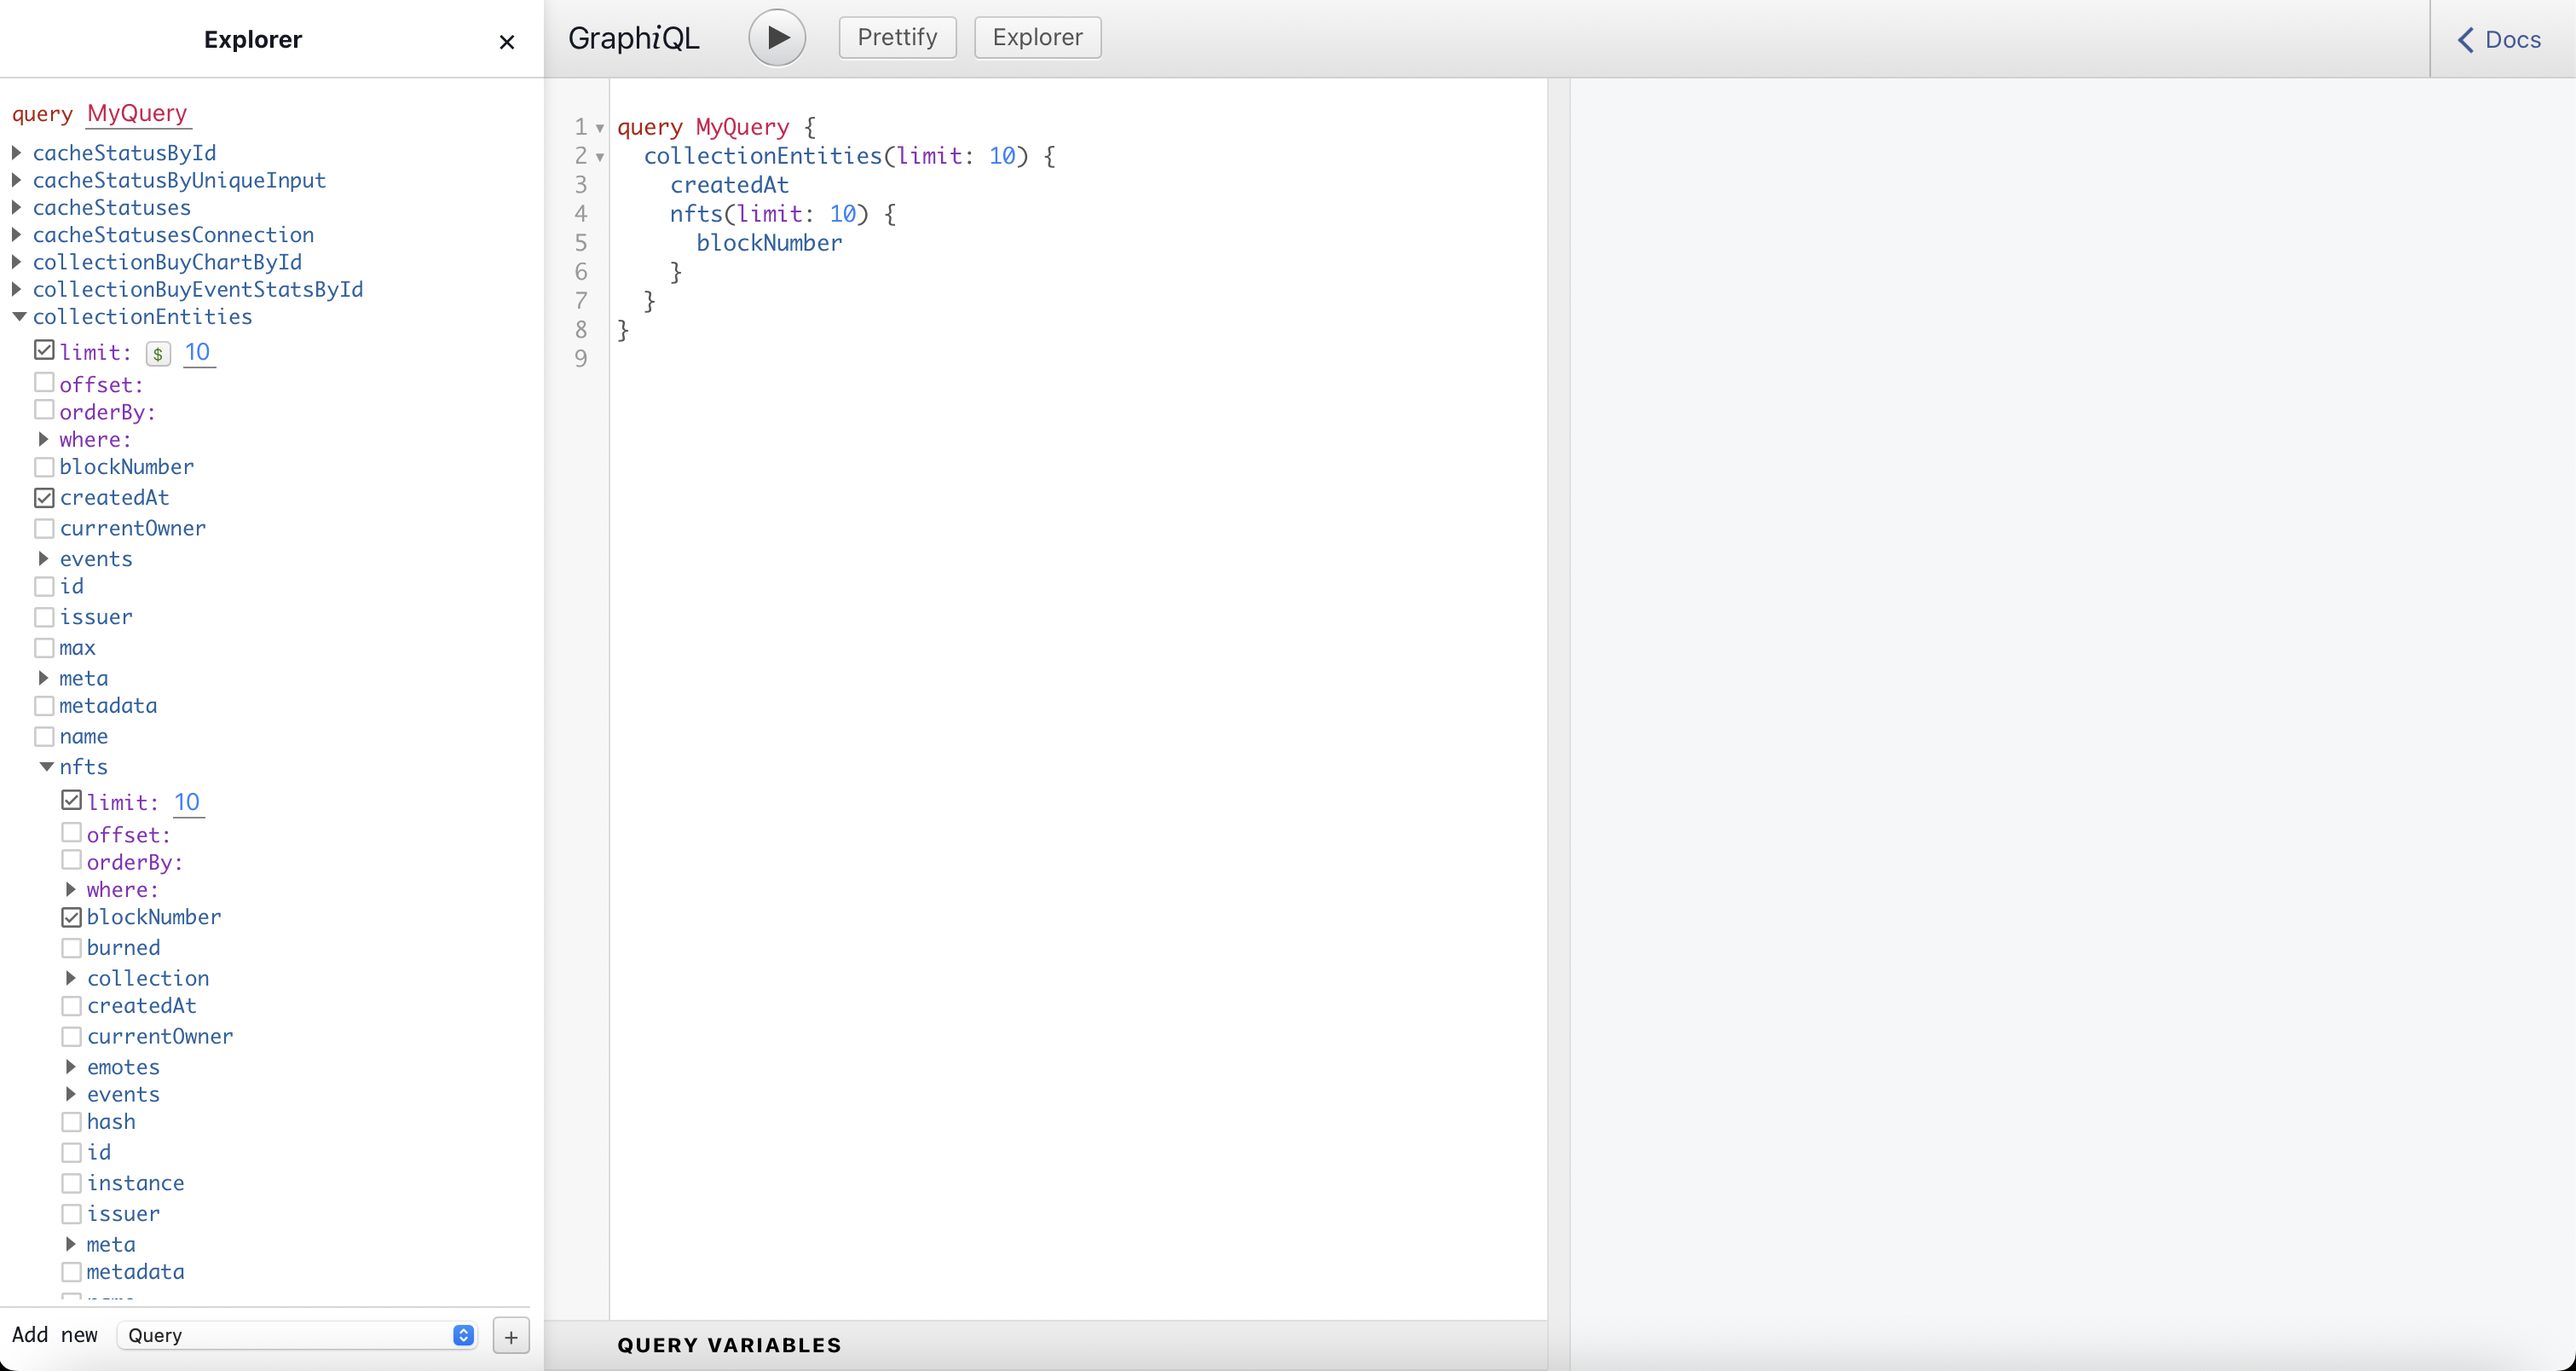 Explorer ×
GraphiQL Prettify Explorer Docs
query MyQuery
cacheStatusById
cacheStatusByUniqueInput
cacheStatuses
cacheStatusesConnection
collectionBuyChartById
collectionBuyEventStatsById
collectionEntities
limit: $ 10
offset:
orderBy:
where:
blockNumber
createdAt
currentOwner
events
id
issuer
max
meta
metadata
name
nfts
limit: 10
offset:
orderBy:
where:
blockNumber
burned
collection
createdAt
currentOwner
emotes
events
hash
id
instance
issuer
meta
metadata
Add new Query +
1 query MyQuery {
2 collectionEntities(limit: 10) {
3 createdAt
4 nfts(limit: 10) {
5 blockNumber
6 }
7 }
8 }
9
QUERY VARIABLES